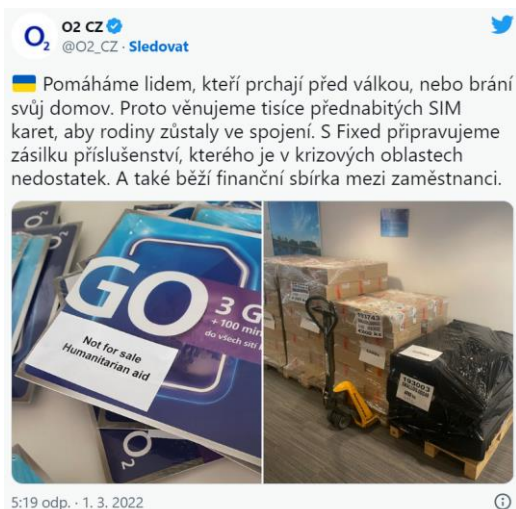 O2 CZ
@O2_CZ · Sledovat
🇺🇦 Pomáháme lidem, kteří prchají před válkou, nebo brání
svůj domov. Proto věnujeme tisíce přednabitých SIM
karet, aby rodiny zůstaly ve spojení. S Fixed připravujeme
zásilku příslušenství, kterého je v krizových oblastech
nedostatek. A také běží finanční sbírka mezi zaměstnanci.
O2
GO
3 G
+ 100 min
do všech sítí
Not for sale
Humanitarian aid
O2
193003
5:19 odp. · 1. 3. 2022